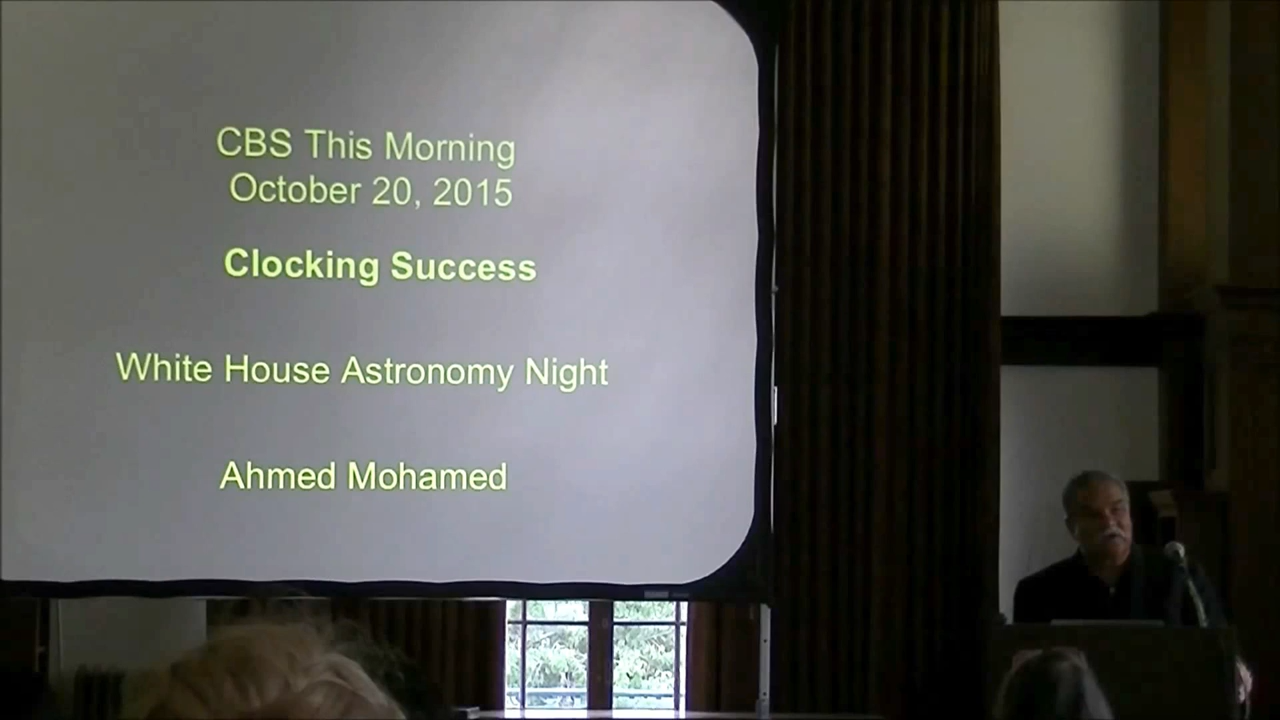 CBS This Morning
October 20, 2015
Clocking Success
White House Astronomy Night
Ahmed Mohamed